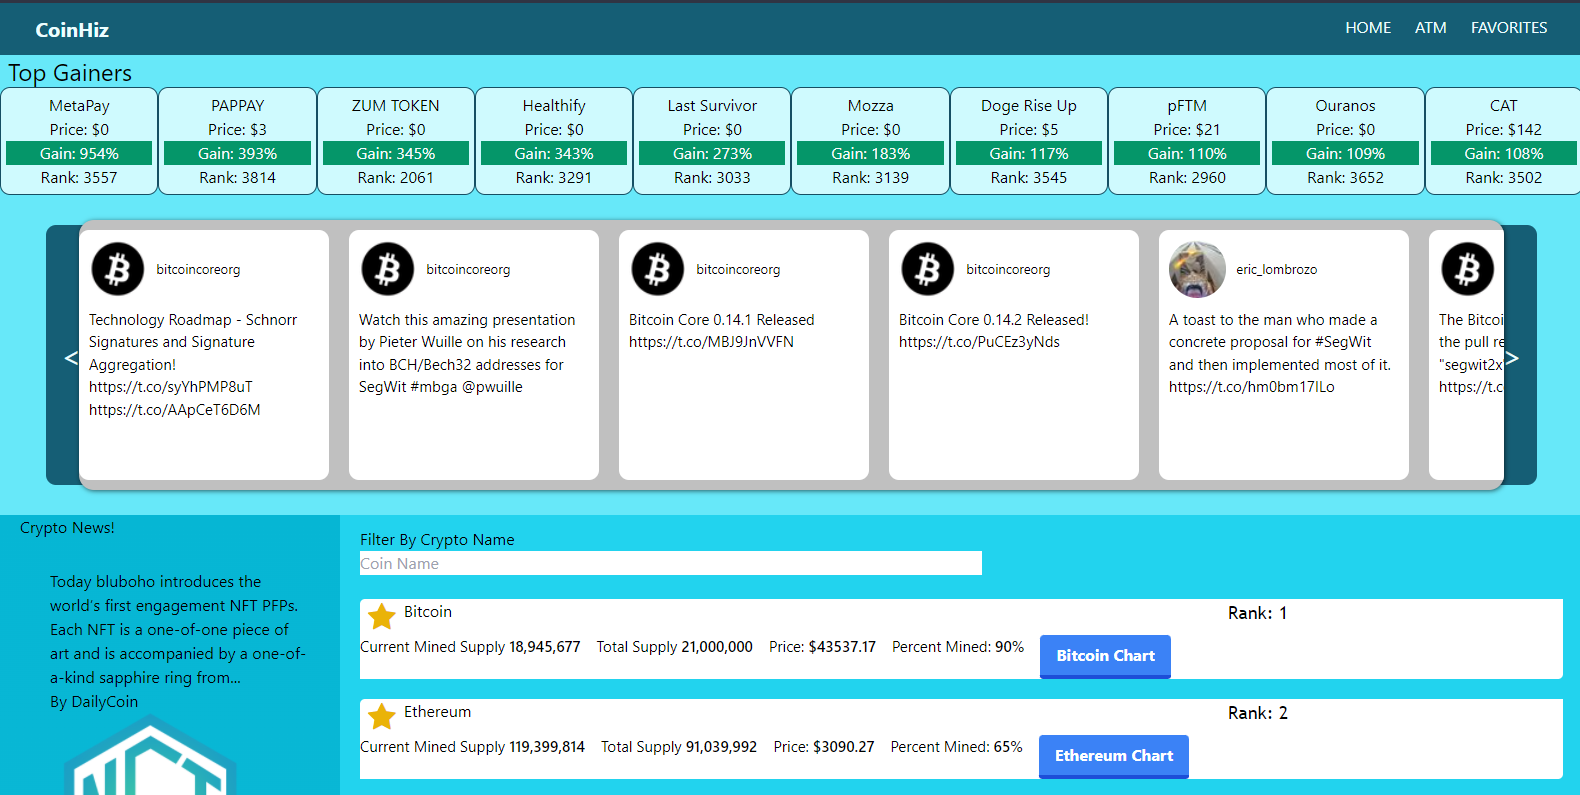 CoinHiz
HOME ATM FAVORITES
Top Gainers
MetaPay
Price: $0
Gain: 954%
Rank: 3557
PAPPAY
Price: $3
Gain: 393%
Rank: 3814
ZUM TOKEN
Price: $0
Gain: 345%
Rank: 2061
Healthify
Price: $0
Gain: 343%
Rank: 3291
Last Survivor
Price: $0
Gain: 273%
Rank: 3033
Mozza
Price: $0
Gain: 183%
Rank: 3139
Doge Rise Up
Price: $5
Gain: 117%
Rank: 3545
pFTM
Price: $21
Gain: 110%
Rank: 2960
Ouranos
Price: $0
Gain: 109%
Rank: 3652
CAT
Price: $142
Gain: 108%
Rank: 3502
<
bitcoincoreorg
Technology Roadmap - Schnorr
Signatures and Signature
Aggregation!
https://t.co/syYhPMP8uT
https://t.co/AApCeT6D6M
bitcoincoreorg
Watch this amazing presentation
by Pieter Wuille on his research
into BCH/Bech32 addresses for
SegWit #mbga @pwuille
bitcoincoreorg
Bitcoin Core 0.14.1 Released
https://t.co/MBJ9JnVVFN
bitcoincoreorg
Bitcoin Core 0.14.2 Released!
https://t.co/PuCEz3yNds
eric_lombrozo
A toast to the man who made a
concrete proposal for #SegWit
and then implemented most of it.
https://t.co/hm0bm17ILo
The Bitcoi
the pull re
"segwit2x
https://t.c
>
Crypto News!
Today bluboho introduces the
world's first engagement NFT PFPs.
Each NFT is a one-of-one piece of
art and is accompanied by a one-of-
a-kind sapphire ring from...
By DailyCoin
NFT
Filter By Crypto Name
Coin Name
Bitcoin
Rank: 1
Current Mined Supply 18,945,677 Total Supply 21,000,000 Price: $43537.17 Percent Mined: 90% Bitcoin Chart
Ethereum
Rank: 2
Current Mined Supply 119,399,814 Total Supply 91,039,992 Price: $3090.27 Percent Mined: 65% Ethereum Chart